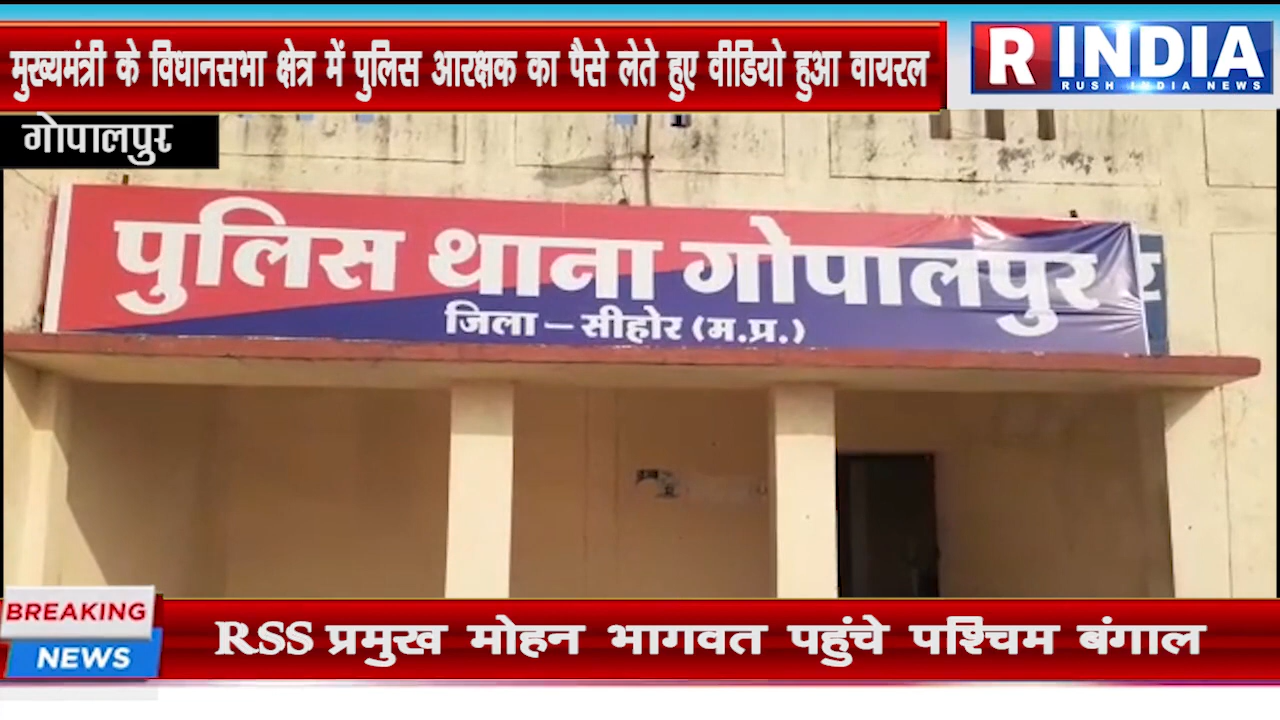 मुख्यमंत्री के विधानसभा क्षेत्र में पुलिस आरक्षक का पैसे लेते हुए वीडियो हुआ वायरल
R INDIA
RUSH INDIA NEWS
गोपालपुर
पुलिस थाना गोपालपुर
र
जिला – सीहोर (म.प्र.)
BREAKING
NEWS
RSS प्रमुख मोहन भागवत पहुंचे पश्चिम बंगाल